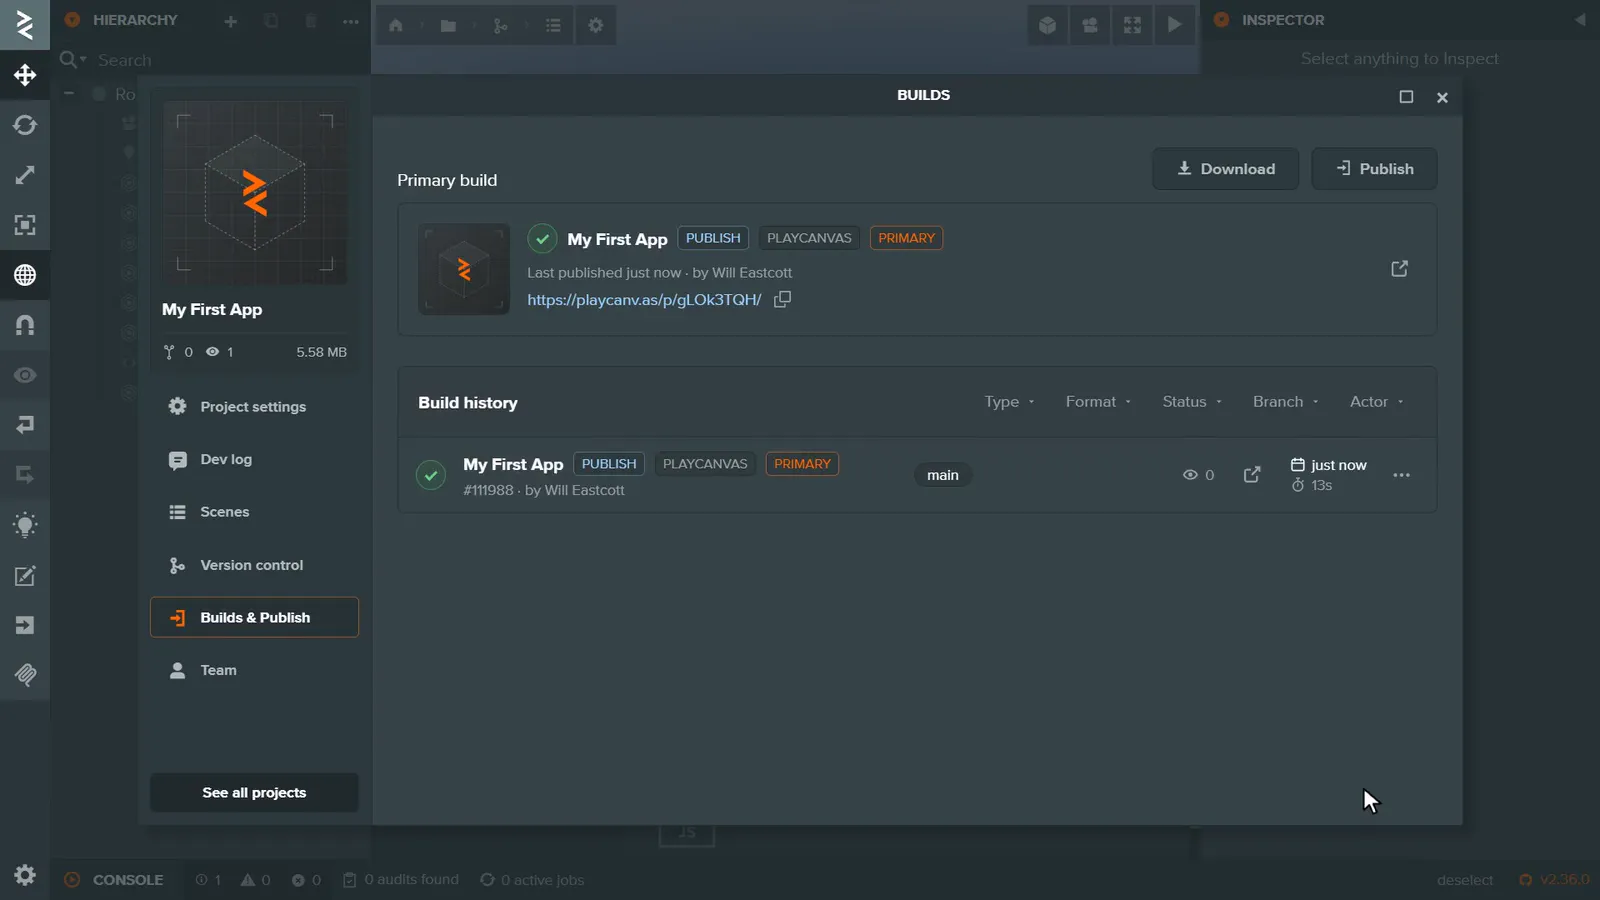 HIERARCHY
Search
Ro
INSPECTOR
Select anything to Inspect
BUILDS
My First App
0 1 5.58 MB
Project settings
Dev log
Scenes
Version control
Builds & Publish
Team
See all projects
Primary build
Download
Publish
My First App PUBLISH PLAYCANVAS PRIMARY
Last published just now · by Will Eastcott
https://playcanv.as/p/gLOk3TQH/
Build history
Type Format Status Branch Actor
My First App PUBLISH PLAYCANVAS PRIMARY
#111988 · by Will Eastcott
main
0
just now
13s
JS
CONSOLE 1 0 0 0 audits found 0 active jobs
deselect v2.36.0